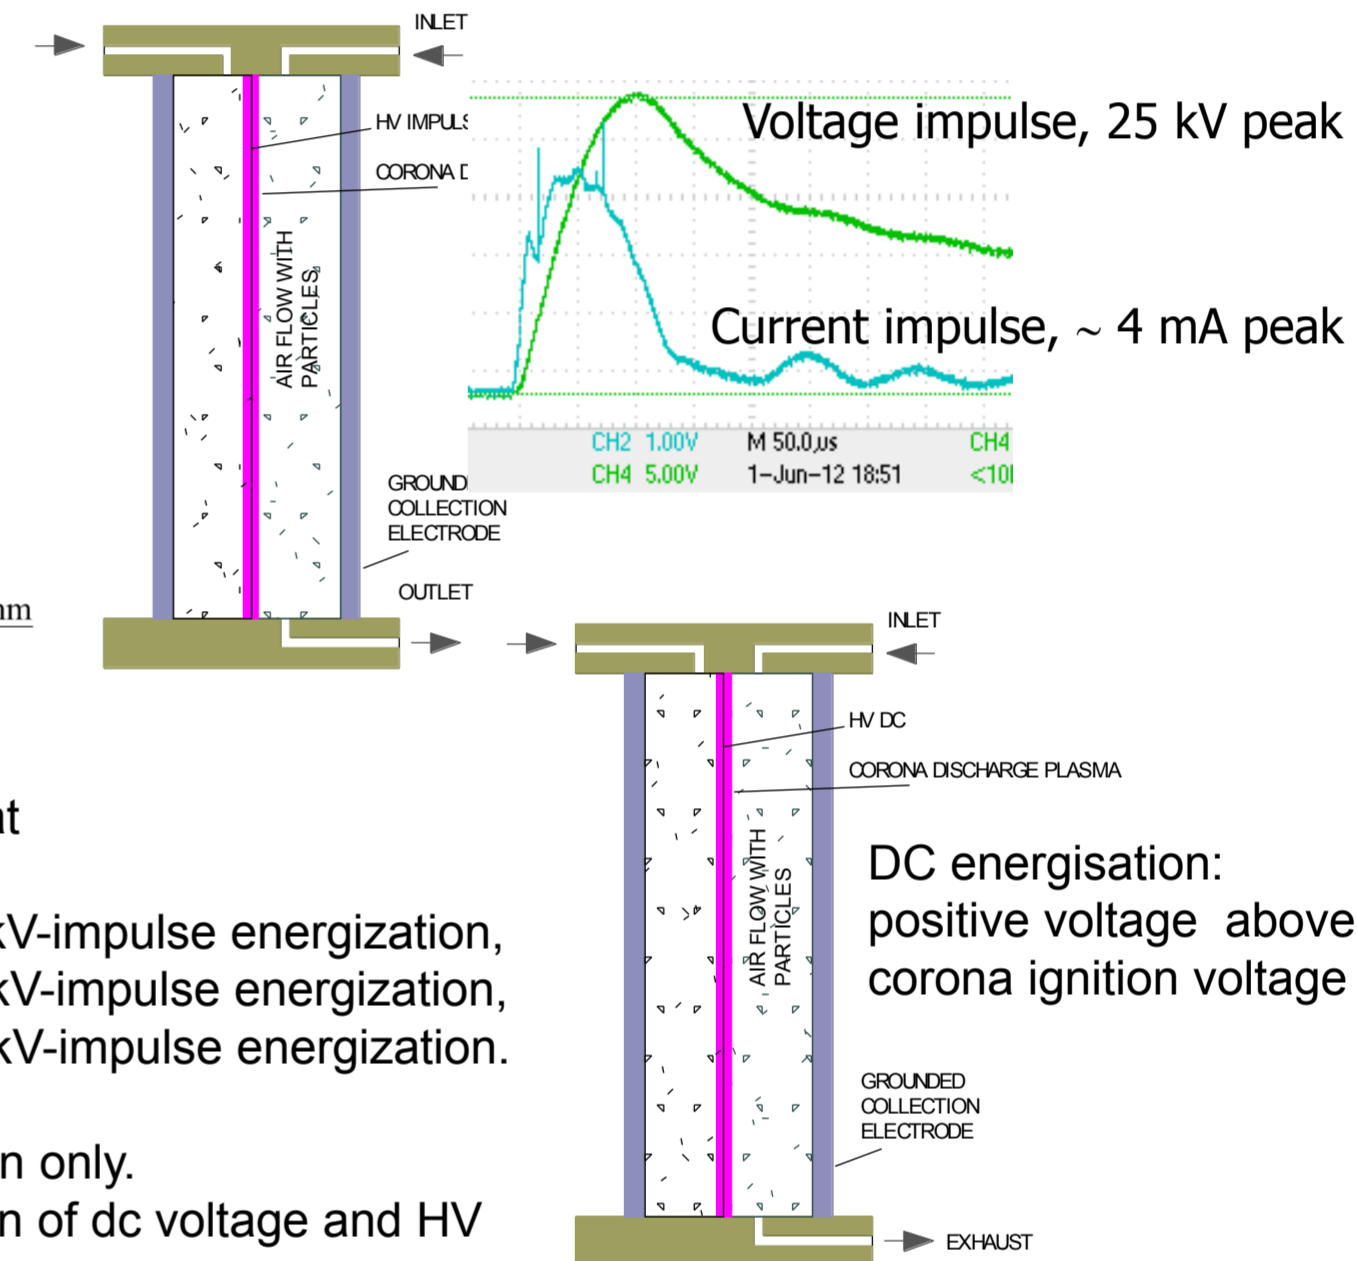 INLET
HV IMPULS
CORONA D
Voltage impulse, 25 kV peak
AIR FLOW WITH
PARTICLES
Current impulse, ~ 4 mA peak
CH2 1.00V M 50.0µs CH4
CH4 5.00V 1-Jun-12 18:51
GROUND
COLLECTION
ELECTRODE
OUTLET
INLET
HV DC
CORONA DISCHARGE PLASMA
AIR FLOW WITH
PARTICLES
DC energisation:
positive voltage above
corona ignition voltage
kV-impulse energization,
kV-impulse energization,
kV-impulse energization.
GROUNDED
COLLECTION
ELECTRODE
n only.
n of dc voltage and HV
EXHAUST